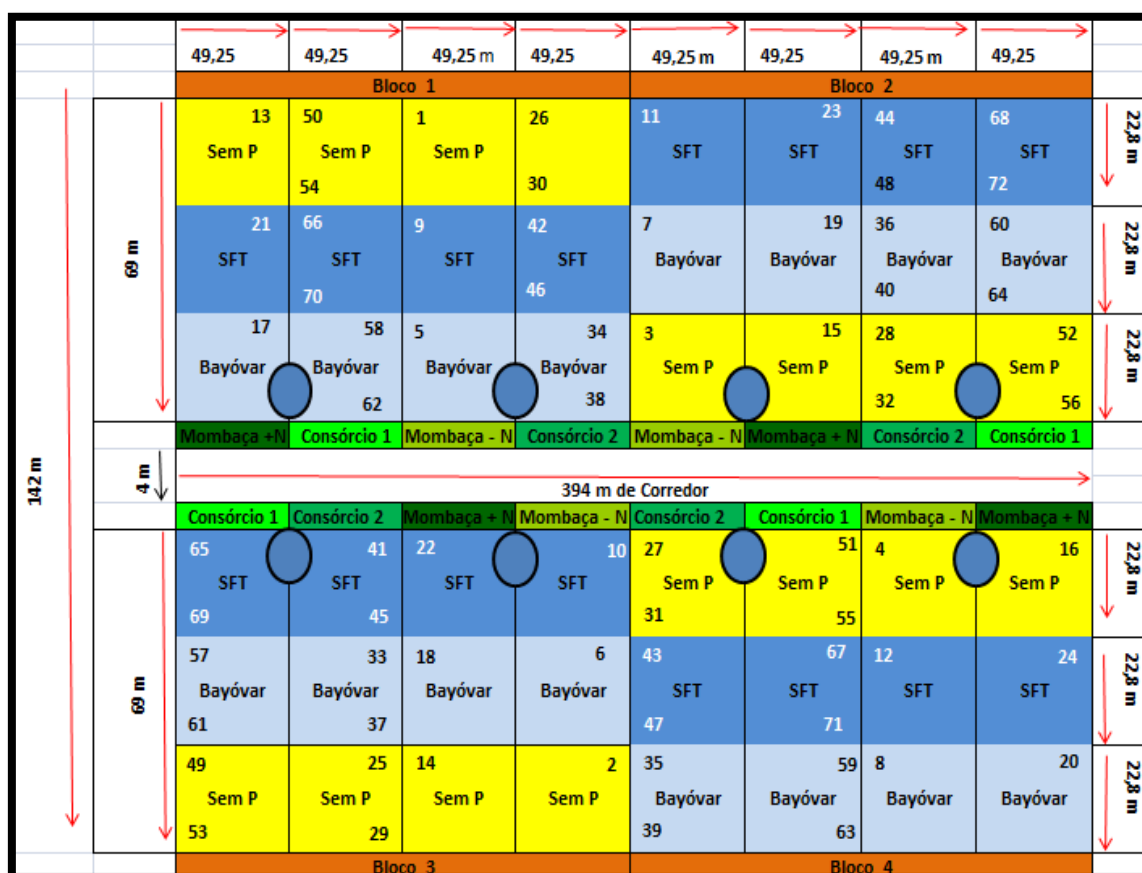 49,25 49,25 49,25 m 49,25 49,25 m 49,25 49,25 m 49,25
Bloco 1 Bloco 2
13 50 1 26 11 23 44 68
Sem P Sem P Sem P SFT SFT SFT SFT
54 30 48 72
22,8 m
21 66 9 42 7 19 36 60
SFT SFT SFT SFT Bayóvar Bayóvar Bayóvar Bayóvar
70 46 40 64
22,8 m
69 m
17 58 5 34 3 15 28 52
Bayóvar Bayóvar Bayóvar Bayóvar Sem P Sem P Sem P Sem P
62 38 32 56
22,8 m
Mombaça +N Consórcio 1 Mombaça - N Consórcio 2 Mombaça - N Mombaça + N Consórcio 2 Consórcio 1
142 m
4 m
394 m de Corredor
Consórcio 1 Consórcio 2 Mombaça + N Mombaça - N Consórcio 2 Consórcio 1 Mombaça - N Mombaça + N
65 41 22 10 27 51 4 16
SFT SFT SFT SFT Sem P Sem P Sem P Sem P
69 45 31 55
22,8 m
57 33 18 6 43 67 12 24
Bayóvar Bayóvar Bayóvar Bayóvar SFT SFT SFT SFT
61 37 47 71
22,8 m
69 m
49 25 14 2 35 59 8 20
Sem P Sem P Sem P Sem P Bayóvar Bayóvar Bayóvar Bayóvar
53 29 39 63
22,8 m
Bloco 3 Bloco 4